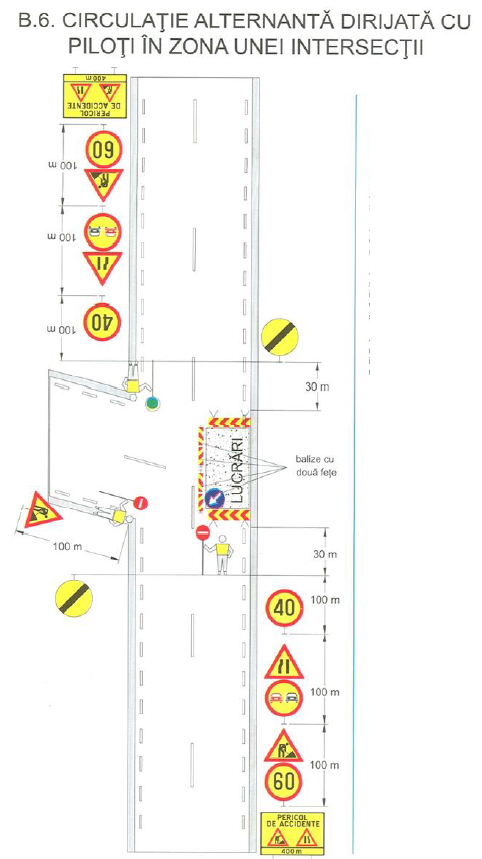 B.6. CIRCULAŢIE ALTERNANTĂ DIRIJATĂ CU
PILOŢI ÎN ZONA UNEI INTERSECŢII
400 m
PERICOL
DE ACCIDENTE
60
100 m
100 m
40
100 m
30 m
LUCRĂRI
balize cu
două feţe
100 m
30 m
40
100 m
100 m
60
100 m
PERICOL
DE ACCIDENTE
400 m